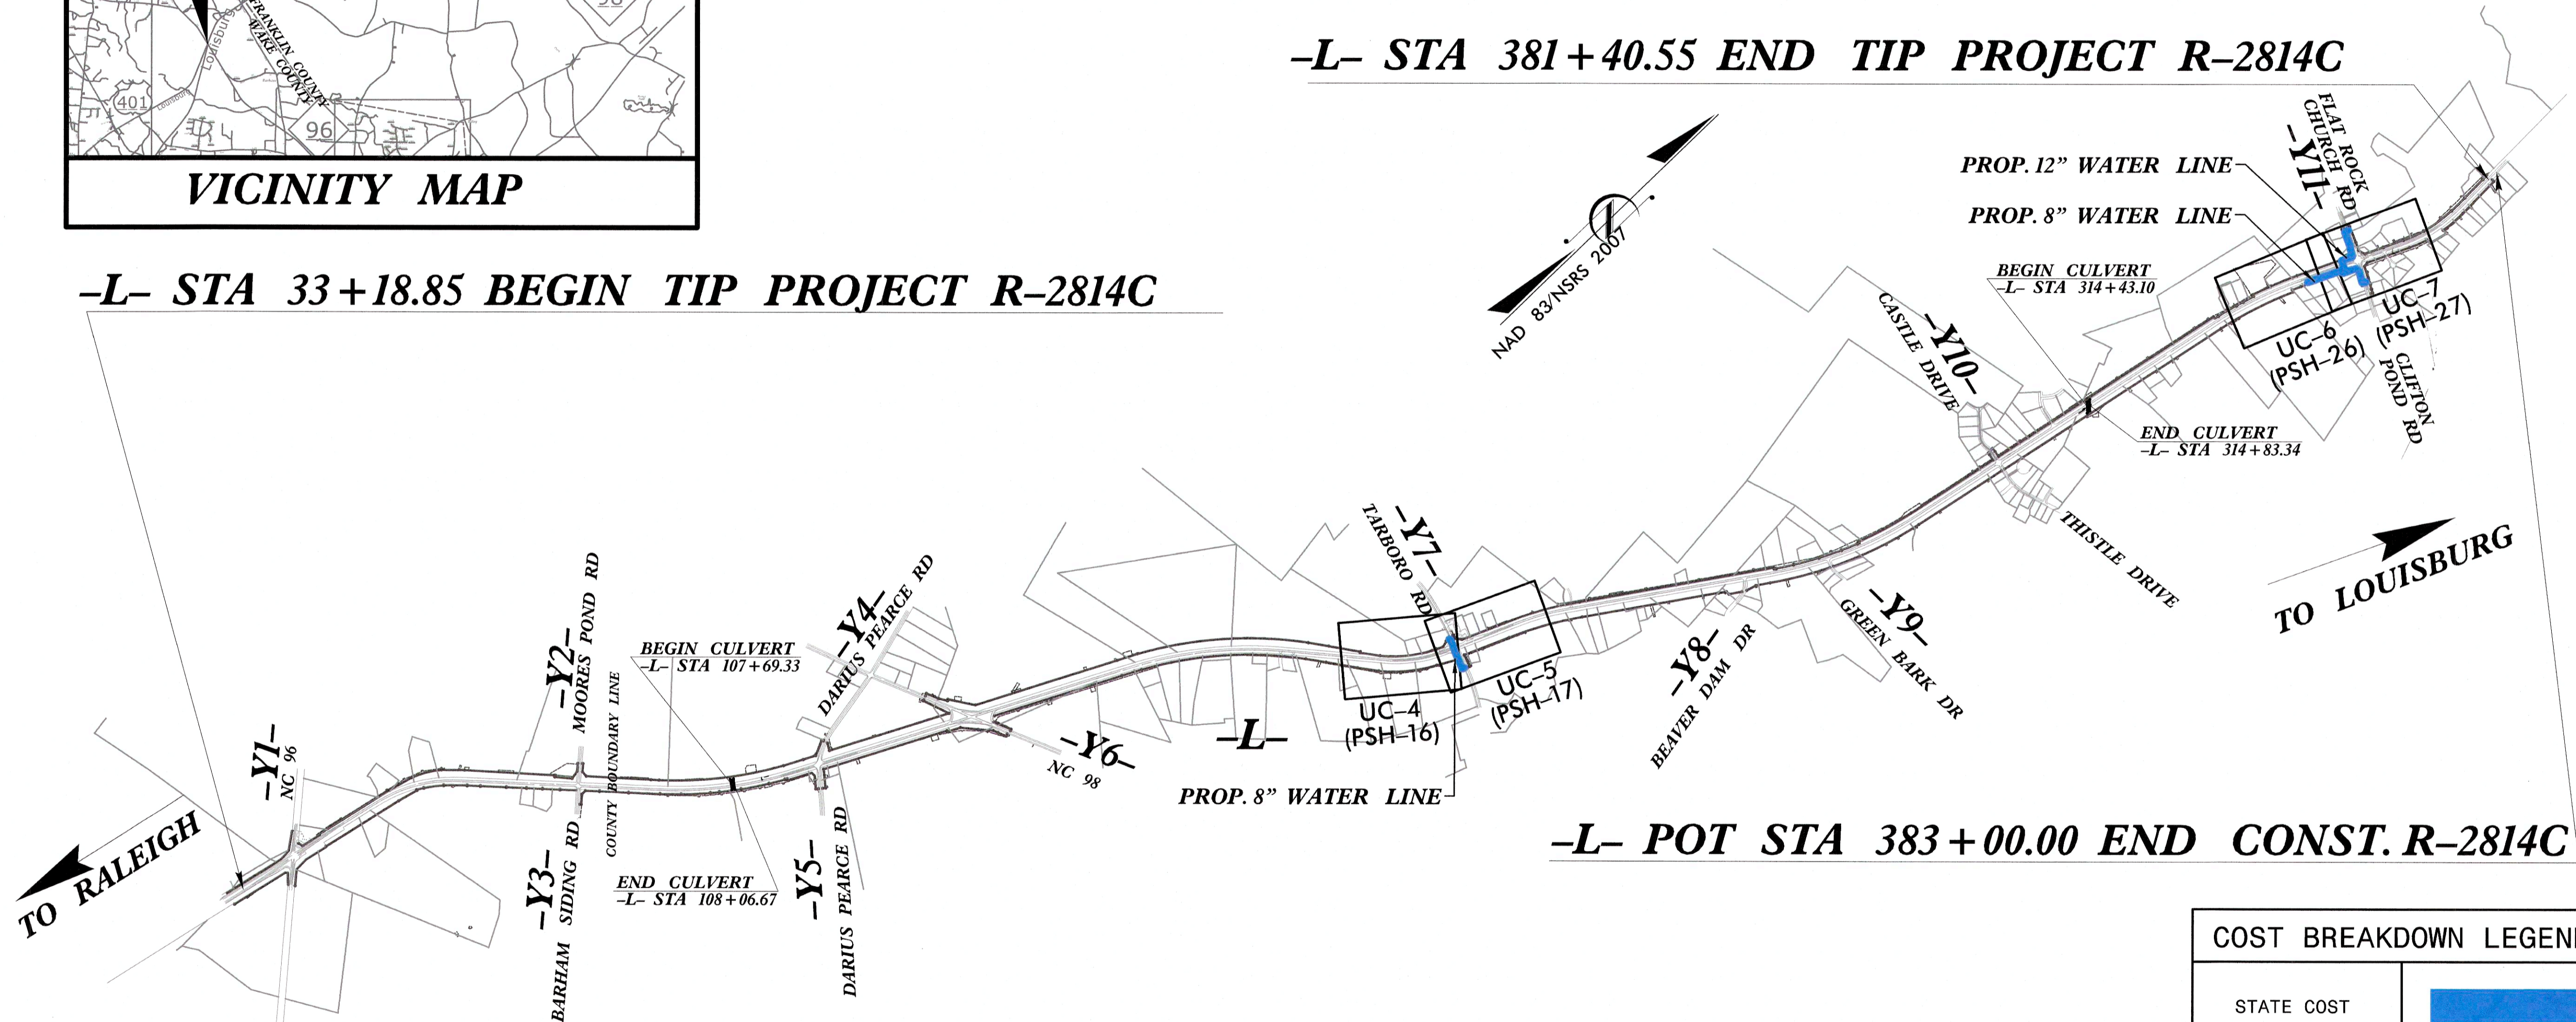 98
Louisburg
FRANKLIN COUNTY
WAKE COUNTY
401
Louisburg
96
VICINITY MAP
-L- STA 381+40.55 END TIP PROJECT R-2814C
-L- STA 33+18.85 BEGIN TIP PROJECT R-2814C
NAD 83/NSRS 2007
PROP. 12" WATER LINE
PROP. 8" WATER LINE
-Y11-
FLAT ROCK
CHURCH RD
BEGIN CULVERT
-L- STA 314+43.10
UC-7
(PSH-27)
UC-6
(PSH-26)
CLIFTON
POND RD
-Y10-
CASTLE DRIVE
END CULVERT
-L- STA 314+83.34
THISTLE DRIVE
TO LOUISBURG
-Y7-
TARBORO RD
-Y9-
GREEN BARK DR
-Y8-
BEAVER DAM DR
UC-5
(PSH-17)
UC-4
(PSH-16)
-L-
PROP. 8" WATER LINE
-Y4-
DARIUS PEARCE RD
-Y6-
NC 98
-Y2-
MOORES POND RD
COUNTY BOUNDARY LINE
BEGIN CULVERT
-L- STA 107+69.33
-Y1-
NC 96
-Y3-
BARHAM SIDING RD
END CULVERT
-L- STA 108+06.67
-Y5-
DARIUS PEARCE RD
TO RALEIGH
-L- POT STA 383+00.00 END CONST. R-2814C
COST BREAKDOWN LEGEN
STATE COST